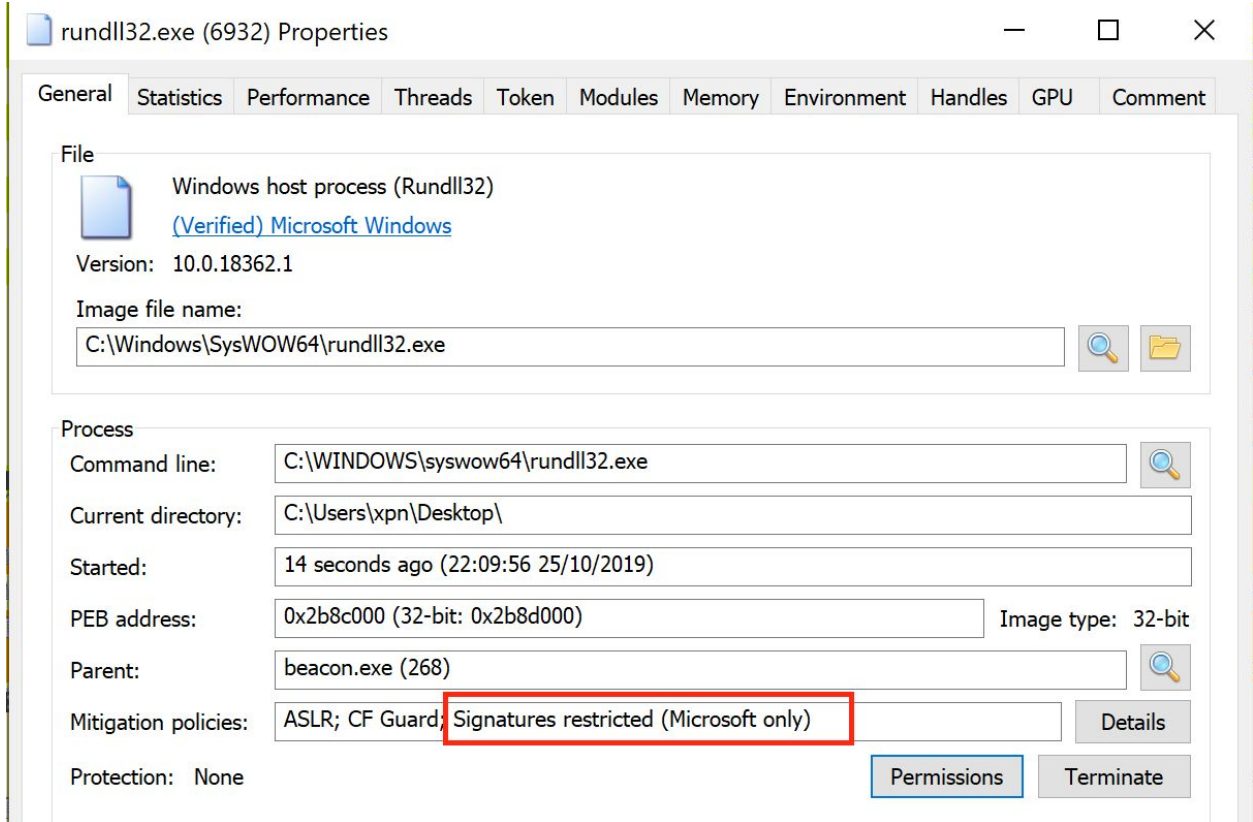 rundll32.exe (6932) Properties
General Statistics Performance Threads Token Modules Memory Environment Handles GPU Comment
File
Windows host process (Rundll32)
(Verified) Microsoft Windows
Version: 10.0.18362.1
Image file name:
C:\Windows\SysWOW64\rundll32.exe
Process
Command line: C:\WINDOWS\syswow64\rundll32.exe
Current directory: C:\Users\xpn\Desktop\
Started: 14 seconds ago (22:09:56 25/10/2019)
PEB address: 0x2b8c000 (32-bit: 0x2b8d000) Image type: 32-bit
Parent: beacon.exe (268)
Mitigation policies: ASLR; CF Guard; Signatures restricted (Microsoft only) Details
Protection: None Permissions Terminate